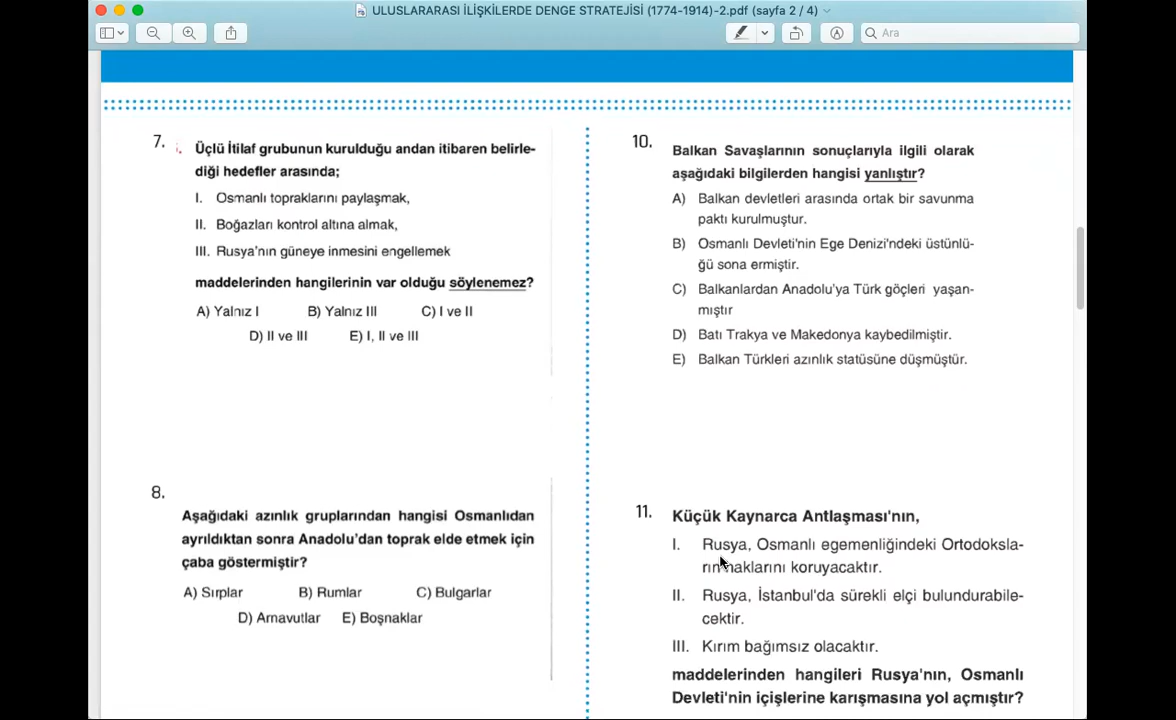 ULUSLARARASI İLİŞKİLERDE DENGE STRATEJİSİ (1774-1914)-2.pdf (sayfa 2 / 4)
Ara
7.
Üçlü İtilaf grubunun kurulduğu andan itibaren belirle-
diği hedefler arasında;
I. Osmanlı topraklarını paylaşmak,
II. Boğazları kontrol altına almak,
III. Rusya'nın güneye inmesini engellemek
maddelerinden hangilerinin var olduğu söylenemez?
A) Yalnız I B) Yalnız III C) I ve II
D) II ve III E) I, II ve III
8.
Aşağıdaki azınlık gruplarından hangisi Osmanlıdan
ayrıldıktan sonra Anadolu'dan toprak elde etmek için
çaba göstermiştir?
A) Sırplar B) Rumlar C) Bulgarlar
D) Arnavutlar E) Boşnaklar
10.
Balkan Savaşlarının sonuçlarıyla ilgili olarak
aşağıdaki bilgilerden hangisi yanlıştır?
A) Balkan devletleri arasında ortak bir savunma
paktı kurulmuştur.
B) Osmanlı Devleti'nin Ege Denizi'ndeki üstünlü-
ğü sona ermiştir.
C) Balkanlardan Anadolu'ya Türk göçleri yaşan-
mıştır
D) Batı Trakya ve Makedonya kaybedilmiştir.
E) Balkan Türkleri azınlık statüsüne düşmüştür.
11.
Küçük Kaynarca Antlaşması'nın,
I. Rusya, Osmanlı egemenliğindeki Ortodoksla-
rın haklarını koruyacaktır.
II. Rusya, İstanbul'da sürekli elçi bulundurabile-
cektir.
III. Kırım bağımsız olacaktır.
maddelerinden hangileri Rusya'nın, Osmanlı
Devleti'nin içişlerine karışmasına yol açmıştır?